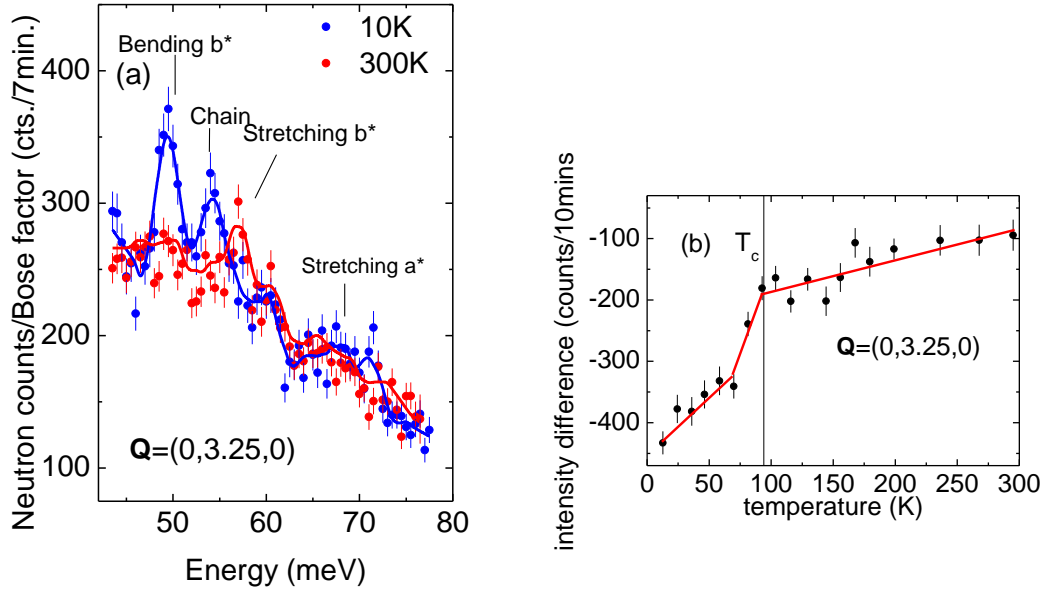 10K
300K
Bending b*
(a)
Chain
Stretching b*
Stretching a*
Q=(0,3.25,0)
Neutron counts/Bose factor (cts./7min.)
400
300
200
100
50
60
70
80
Energy (meV)
(b)
T_c
Q=(0,3.25,0)
intensity difference (counts/10mins
-100
-200
-300
-400
0
50
100
150
200
250
300
temperature (K)